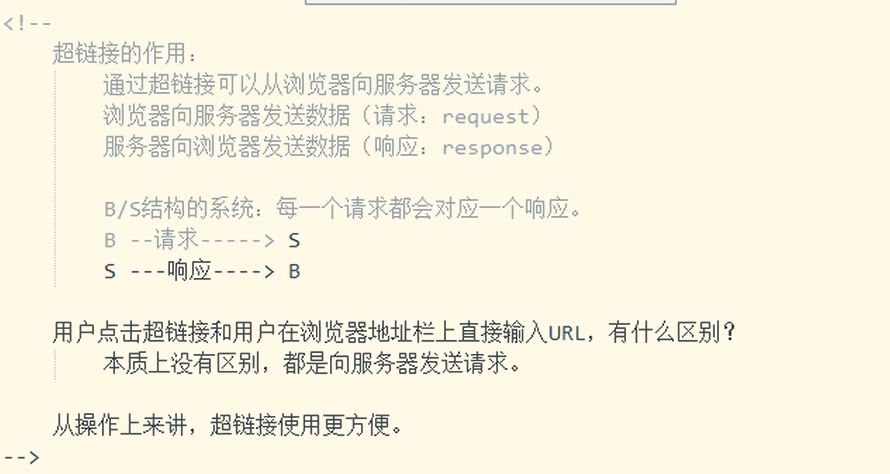 <!--
超链接的作用：
通过超链接可以从浏览器向服务器发送请求。
浏览器向服务器发送数据（请求：request）
服务器向浏览器发送数据（响应：response）
B/S结构的系统：每一个请求都会对应一个响应。
B --请求-----> S
S ---响应----> B
用户点击超链接和用户在浏览器地址栏上直接输入URL，有什么区别？
本质上没有区别，都是向服务器发送请求。
从操作上来讲，超链接使用更方便。
-->